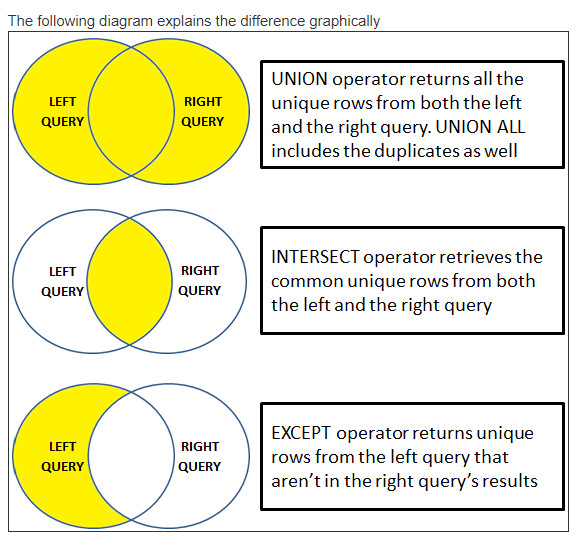 The following diagram explains the difference graphically
LEFT
QUERY
RIGHT
QUERY
UNION operator returns all the
unique rows from both the left
and the right query. UNION ALL
includes the duplicates as well
LEFT
QUERY
RIGHT
QUERY
INTERSECT operator retrieves the
common unique rows from both
the left and the right query
LEFT
QUERY
RIGHT
QUERY
EXCEPT operator returns unique
rows from the left query that
aren’t in the right query’s results